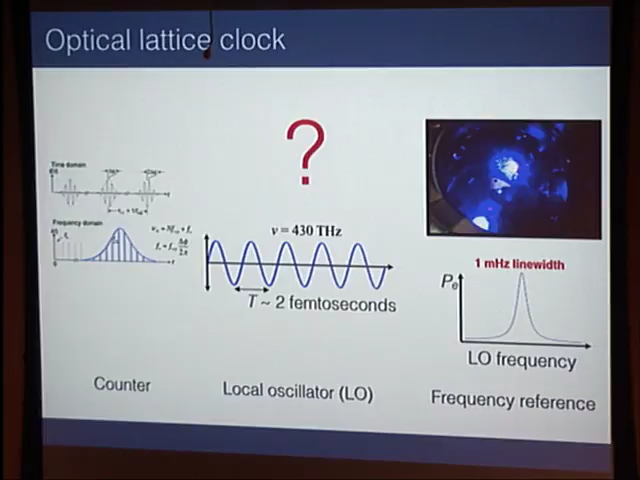 Optical lattice clock
Time domain
Frequency domain
?
ν = 430 THz
T ~ 2 femtoseconds
1 mHz linewidth
Pe
LO frequency
Counter
Local oscillator (LO)
Frequency reference